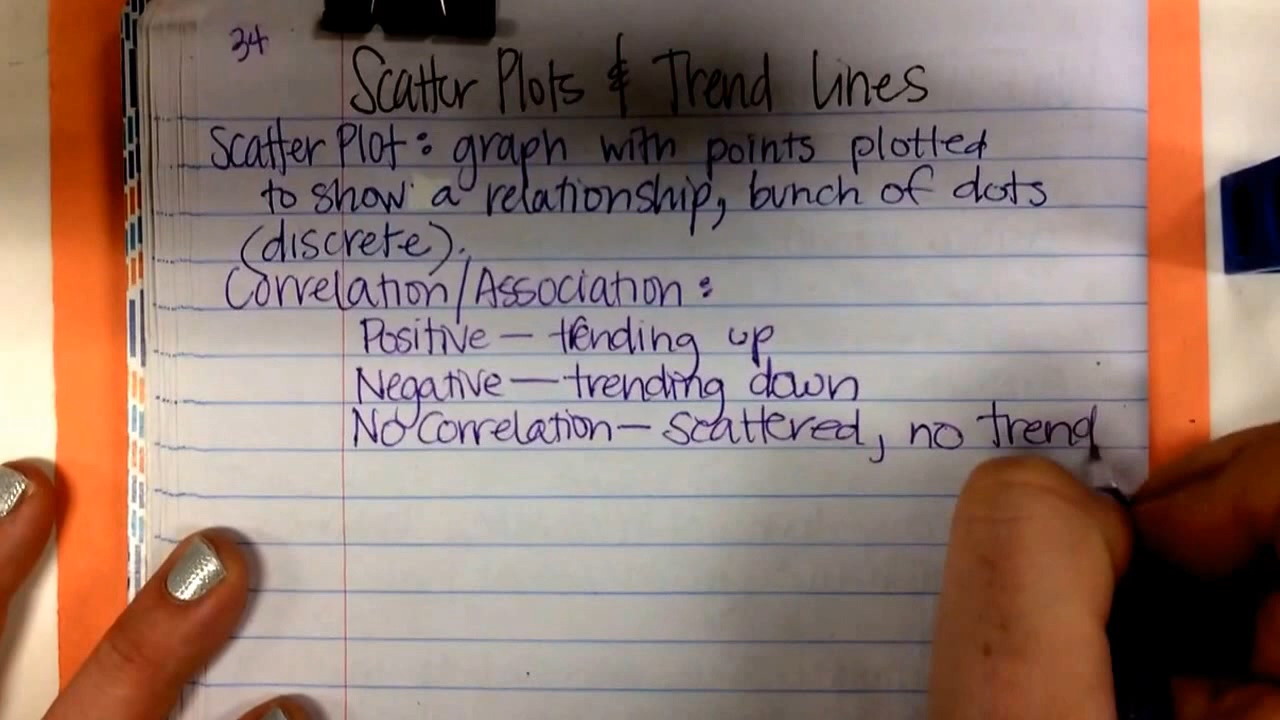 34
Scatter Plots & Trend Lines
Scatter Plot: graph with points plotted
to show a relationship, bunch of dots
(discrete).
Correlation/Association:
Positive — trending up
Negative — trending down
No Correlation — scattered, no trend